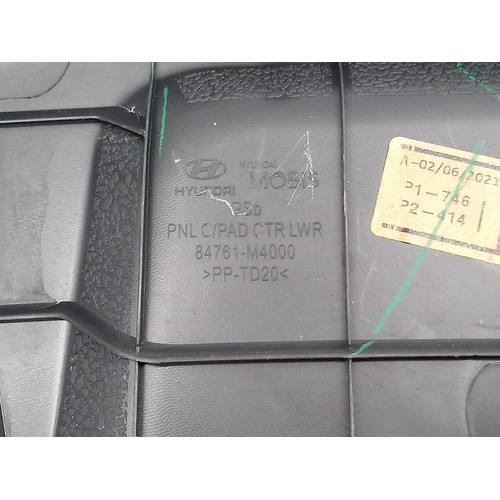 HYUNDAI
HYUNDAI
MOBIS
PNL C/PAD CTR LWR
84761-M4000
>PP-TD20<
A-02/06/2021
P1-746
P2-414